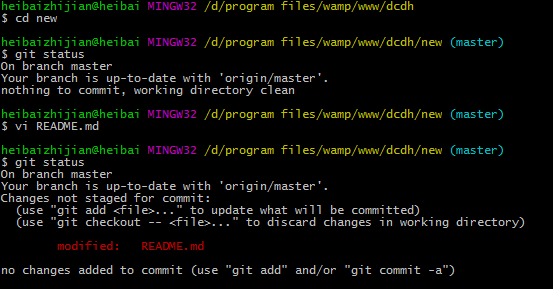 heibaizhijian@heibai MINGW32 /d/program files/wamp/www/dcdh
$ cd new
heibaizhijian@heibai MINGW32 /d/program files/wamp/www/dcdh/new (master)
$ git status
On branch master
Your branch is up-to-date with 'origin/master'.
nothing to commit, working directory clean
heibaizhijian@heibai MINGW32 /d/program files/wamp/www/dcdh/new (master)
$ vi README.md
heibaizhijian@heibai MINGW32 /d/program files/wamp/www/dcdh/new (master)
$ git status
On branch master
Your branch is up-to-date with 'origin/master'.
Changes not staged for commit:
  (use "git add <file>..." to update what will be committed)
  (use "git checkout -- <file>..." to discard changes in working directory)
        modified:   README.md
no changes added to commit (use "git add" and/or "git commit -a")